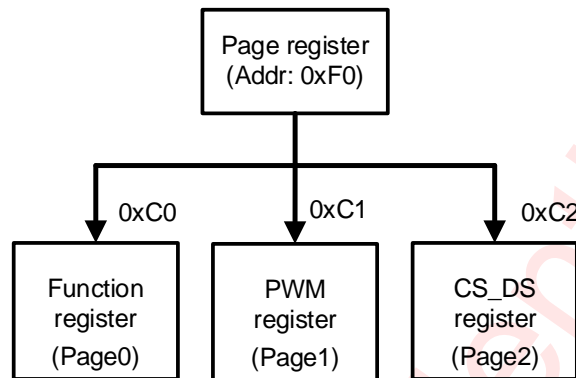 Page register
(Addr: 0xF0)
0xC0
0xC1
0xC2
Function
register
(Page0)
PWM
register
(Page1)
CS_DS
register
(Page2)